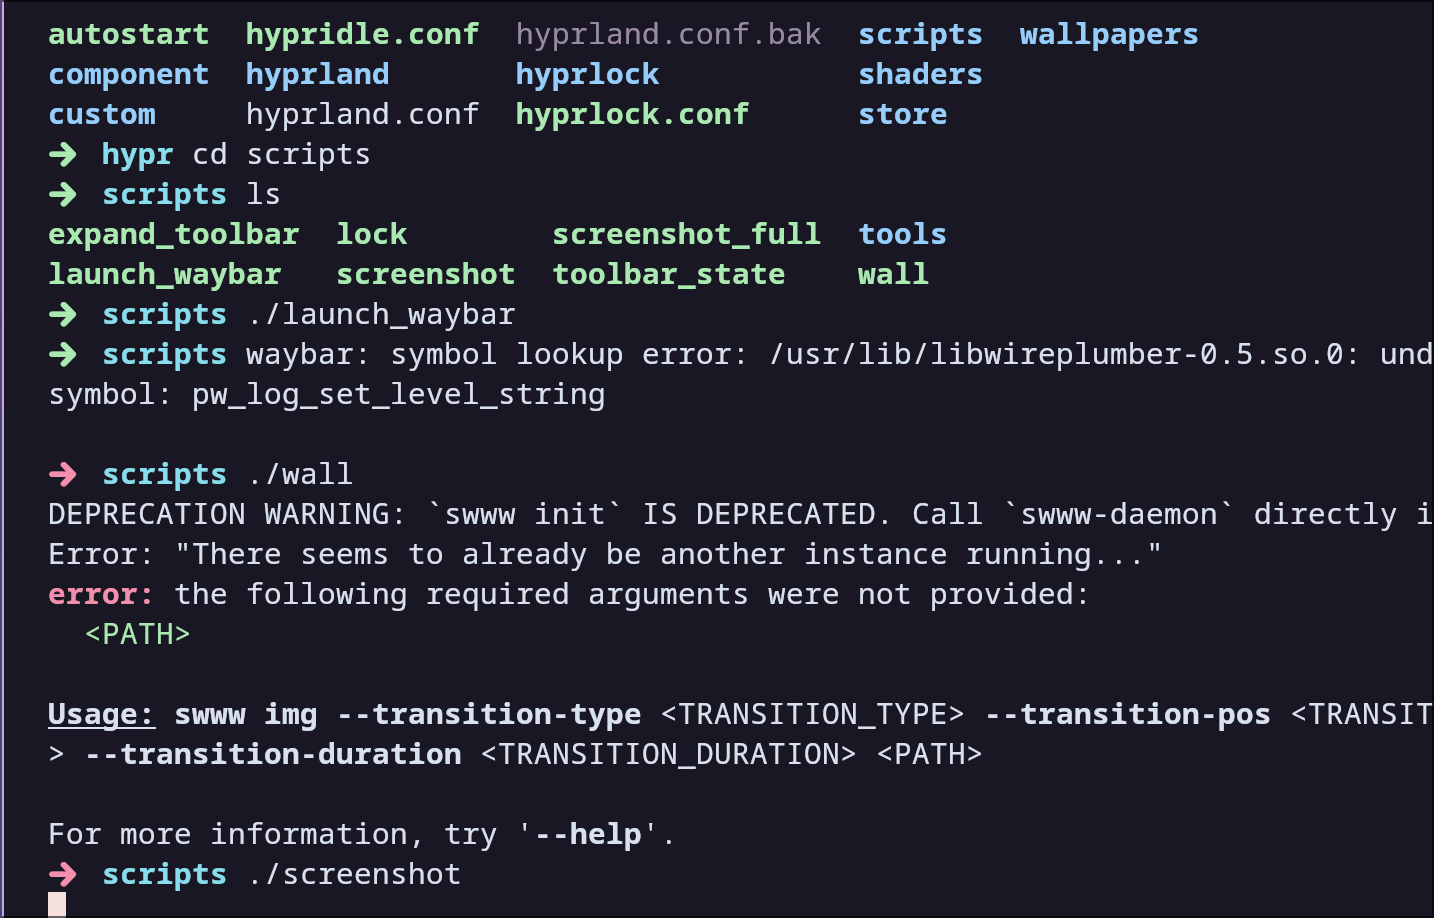 autostart  hypridle.conf  hyprland.conf.bak  scripts  wallpapers
component  hyprland       hyprlock           shaders
custom     hyprland.conf  hyprlock.conf      store
➜ hypr cd scripts
➜ scripts ls
expand_toolbar  lock        screenshot_full  tools
launch_waybar   screenshot  toolbar_state    wall
➜ scripts ./launch_waybar
➜ scripts waybar: symbol lookup error: /usr/lib/libwireplumber-0.5.so.0: und
symbol: pw_log_set_level_string
➜ scripts ./wall
DEPRECATION WARNING: `swww init` IS DEPRECATED. Call `swww-daemon` directly i
Error: "There seems to already be another instance running..."
error: the following required arguments were not provided:
  <PATH>
Usage: swww img --transition-type <TRANSITION_TYPE> --transition-pos <TRANSIT
> --transition-duration <TRANSITION_DURATION> <PATH>
For more information, try '--help'.
➜ scripts ./screenshot